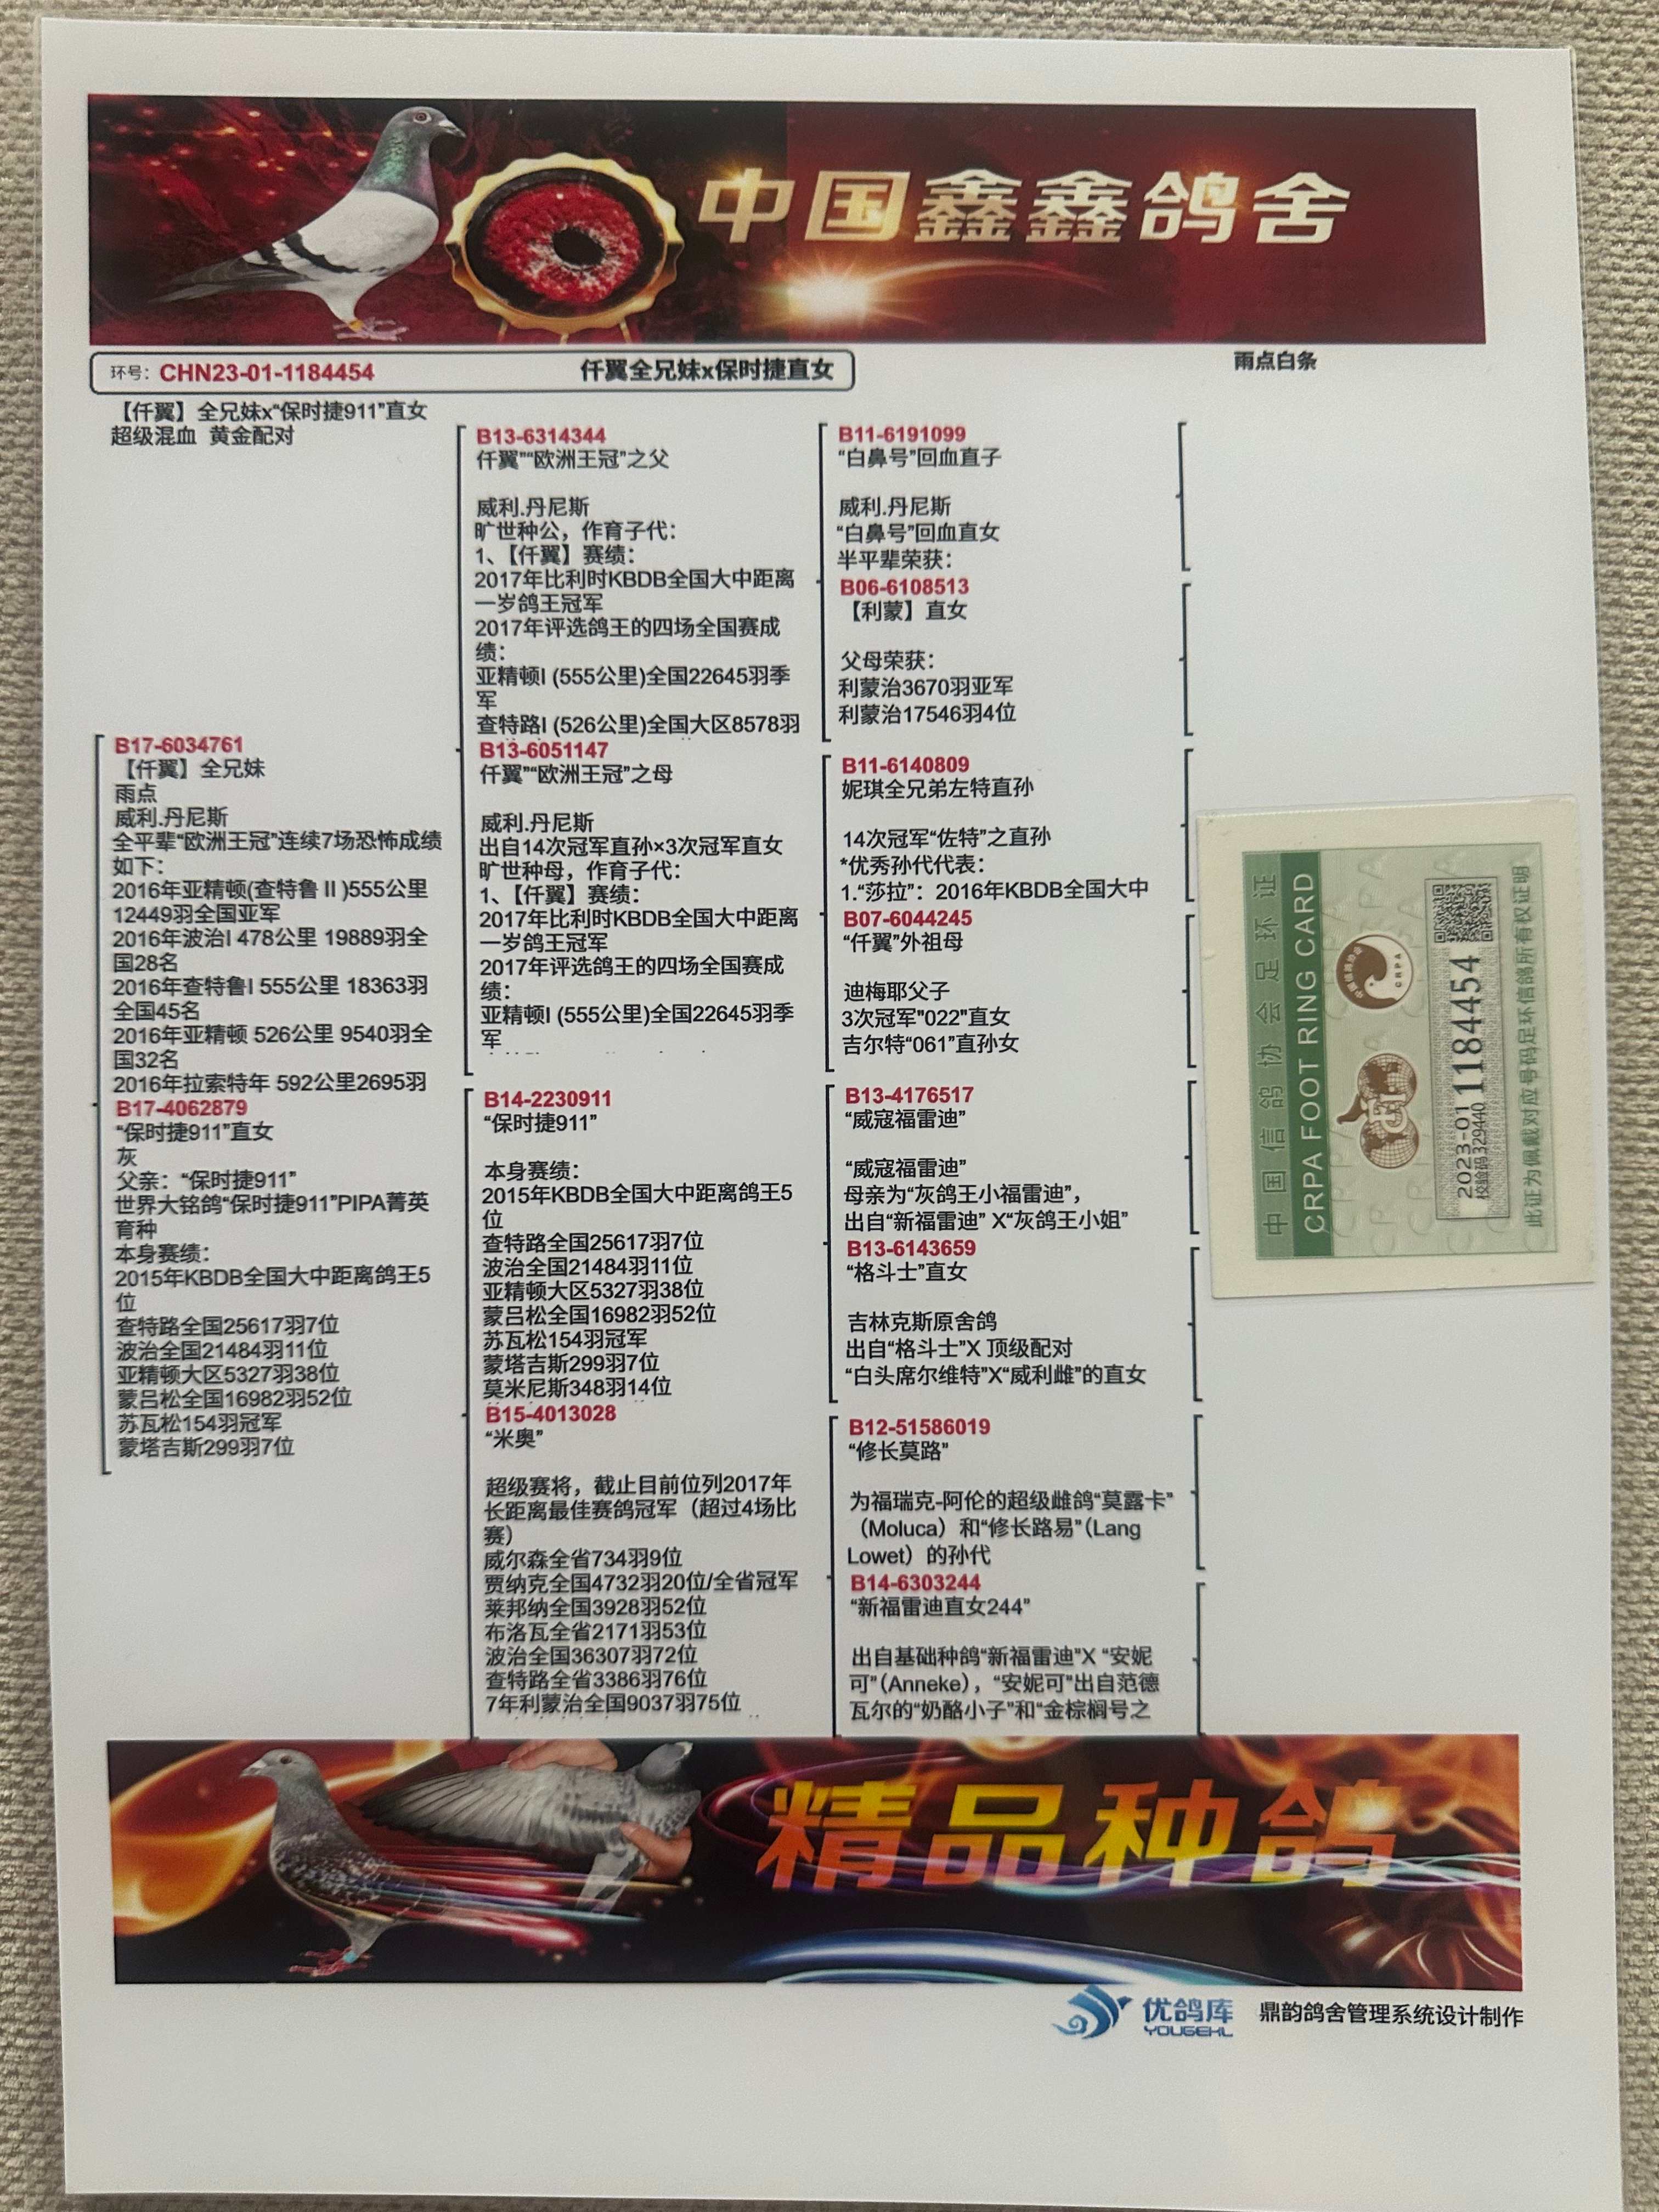 中国鑫鑫鸽舍
环号：CHN23-01-1184454 仟翼全兄妹x保时捷直女
雨点白条
【仟翼】全兄妹x“保时捷911”直女
超级混血 黄金配对
B17-6034761
【仟翼】全兄妹
雨点
威利.丹尼斯
全平辈“欧洲王冠”连续7场恐怖成绩
如下：
2016年亚精顿(查特鲁Ⅱ)555公里
12449羽全国亚军
2016年波治I 478公里 19889羽全
国28名
2016年查特鲁I 555公里 18363羽
全国45名
2016年亚精顿 526公里 9540羽全
国32名
2016年拉索特年 592公里2695羽
B17-4062879
“保时捷911”直女
灰
父亲：“保时捷911”
世界大铭鸽“保时捷911”PIPA菁英
育种
本身赛绩：
2015年KBDB全国大中距离鸽王5
位
查特路全国25617羽7位
波治全国21484羽11位
亚精顿大区5327羽38位
蒙吕松全国16982羽52位
苏瓦松154羽冠军
蒙塔吉斯299羽7位
B13-6314344
仟翼”“欧洲王冠”之父
威利.丹尼斯
旷世种公，作育子代：
1、【仟翼】赛绩：
2017年比利时KBDB全国大中距离
一岁鸽王冠军
2017年评选鸽王的四场全国赛成
绩：
亚精顿I (555公里)全国22645羽季
军
查特路I (526公里)全国大区8578羽
B13-6051147
仟翼”“欧洲王冠”之母
威利.丹尼斯
出自14次冠军直孙×3次冠军直女
旷世种母，作育子代：
1、【仟翼】赛绩：
2017年比利时KBDB全国大中距离
一岁鸽王冠军
2017年评选鸽王的四场全国赛成
绩：
亚精顿I (555公里)全国22645羽季
军
B14-2230911
“保时捷911”
本身赛绩：
2015年KBDB全国大中距离鸽王5
位
查特路全国25617羽7位
波治全国21484羽11位
亚精顿大区5327羽38位
蒙吕松全国16982羽52位
苏瓦松154羽冠军
蒙塔吉斯299羽7位
莫米尼斯348羽14位
B15-4013028
“米奥”
超级赛将，截止目前位列2017年
长距离最佳赛鸽冠军（超过4场比
赛）
威尔森全省734羽9位
贾纳克全国4732羽20位/全省冠军
莱邦纳全国3928羽52位
布洛瓦全省2171羽53位
波治全国36307羽72位
查特路全省3386羽76位
7年利蒙治全国9037羽75位
B11-6191099
“白鼻号”回血直子
威利.丹尼斯
“白鼻号”回血直女
半平辈荣获：
B06-6108513
【利蒙】直女
父母荣获：
利蒙治3670羽亚军
利蒙治17546羽4位
B11-6140809
妮琪全兄弟左特直孙
14次冠军“佐特”之直孙
*优秀孙代代表：
1.“莎拉”：2016年KBDB全国大中
B07-6044245
“仟翼”外祖母
迪梅耶父子
3次冠军"022"直女
吉尔特“061”直孙女
B13-4176517
“威寇福雷迪”
“威寇福雷迪”
母亲为“灰鸽王小福雷迪”，
出自“新福雷迪” X“灰鸽王小姐”
B13-6143659
“格斗士”直女
吉林克斯原舍鸽
出自“格斗士”X 顶级配对
“白头席尔维特”X“威利雌”的直女
B12-51586019
“修长莫路”
为福瑞克-阿伦的超级雌鸽“莫露卡”
（Moluca）和“修长路易”（Lang
Lowet）的孙代
B14-6303244
“新福雷迪直女244”
出自基础种鸽“新福雷迪”X “安妮
可”（Anneke），“安妮可”出自范德
瓦尔的“奶酪小子”和“金棕榈号之
中国信鸽协会足环证
CRPA FOOT RING CARD
CRPA
2023-01 1184454
校验码329440
此证为佩戴对应号码足环信鸽所有权证明
精品种鸽
优鸽库
YOUGEKU
鼎韵鸽舍管理系统设计制作